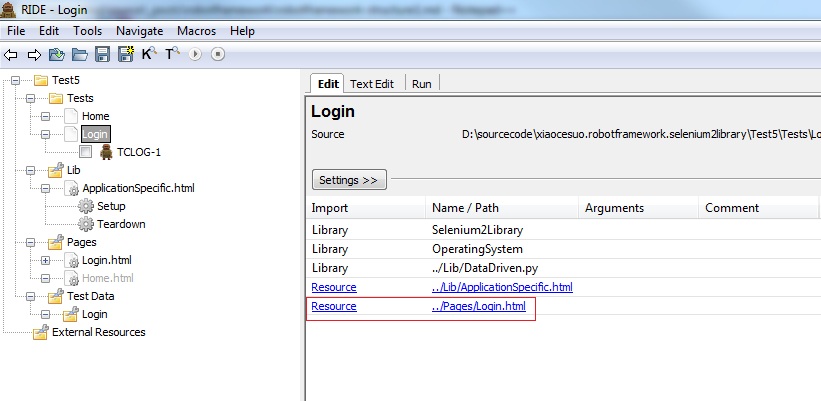 RIDE - Login
File Edit Tools Navigate Macros Help
K T
Test5
Tests
Home
Login
TCLOG-1
Lib
ApplicationSpecific.html
Setup
Teardown
Pages
Login.html
Home.html
Test Data
Login
External Resources
Edit Text Edit Run
Login
Source D:\sourcecode\xiaocesuo.robotframework.selenium2library\Test5\Tests\Lo
Settings >>
Import Name / Path Arguments Comment
Library Selenium2Library
Library OperatingSystem
Library ../Lib/DataDriven.py
Resource ../Lib/ApplicationSpecific.html
Resource ../Pages/Login.html